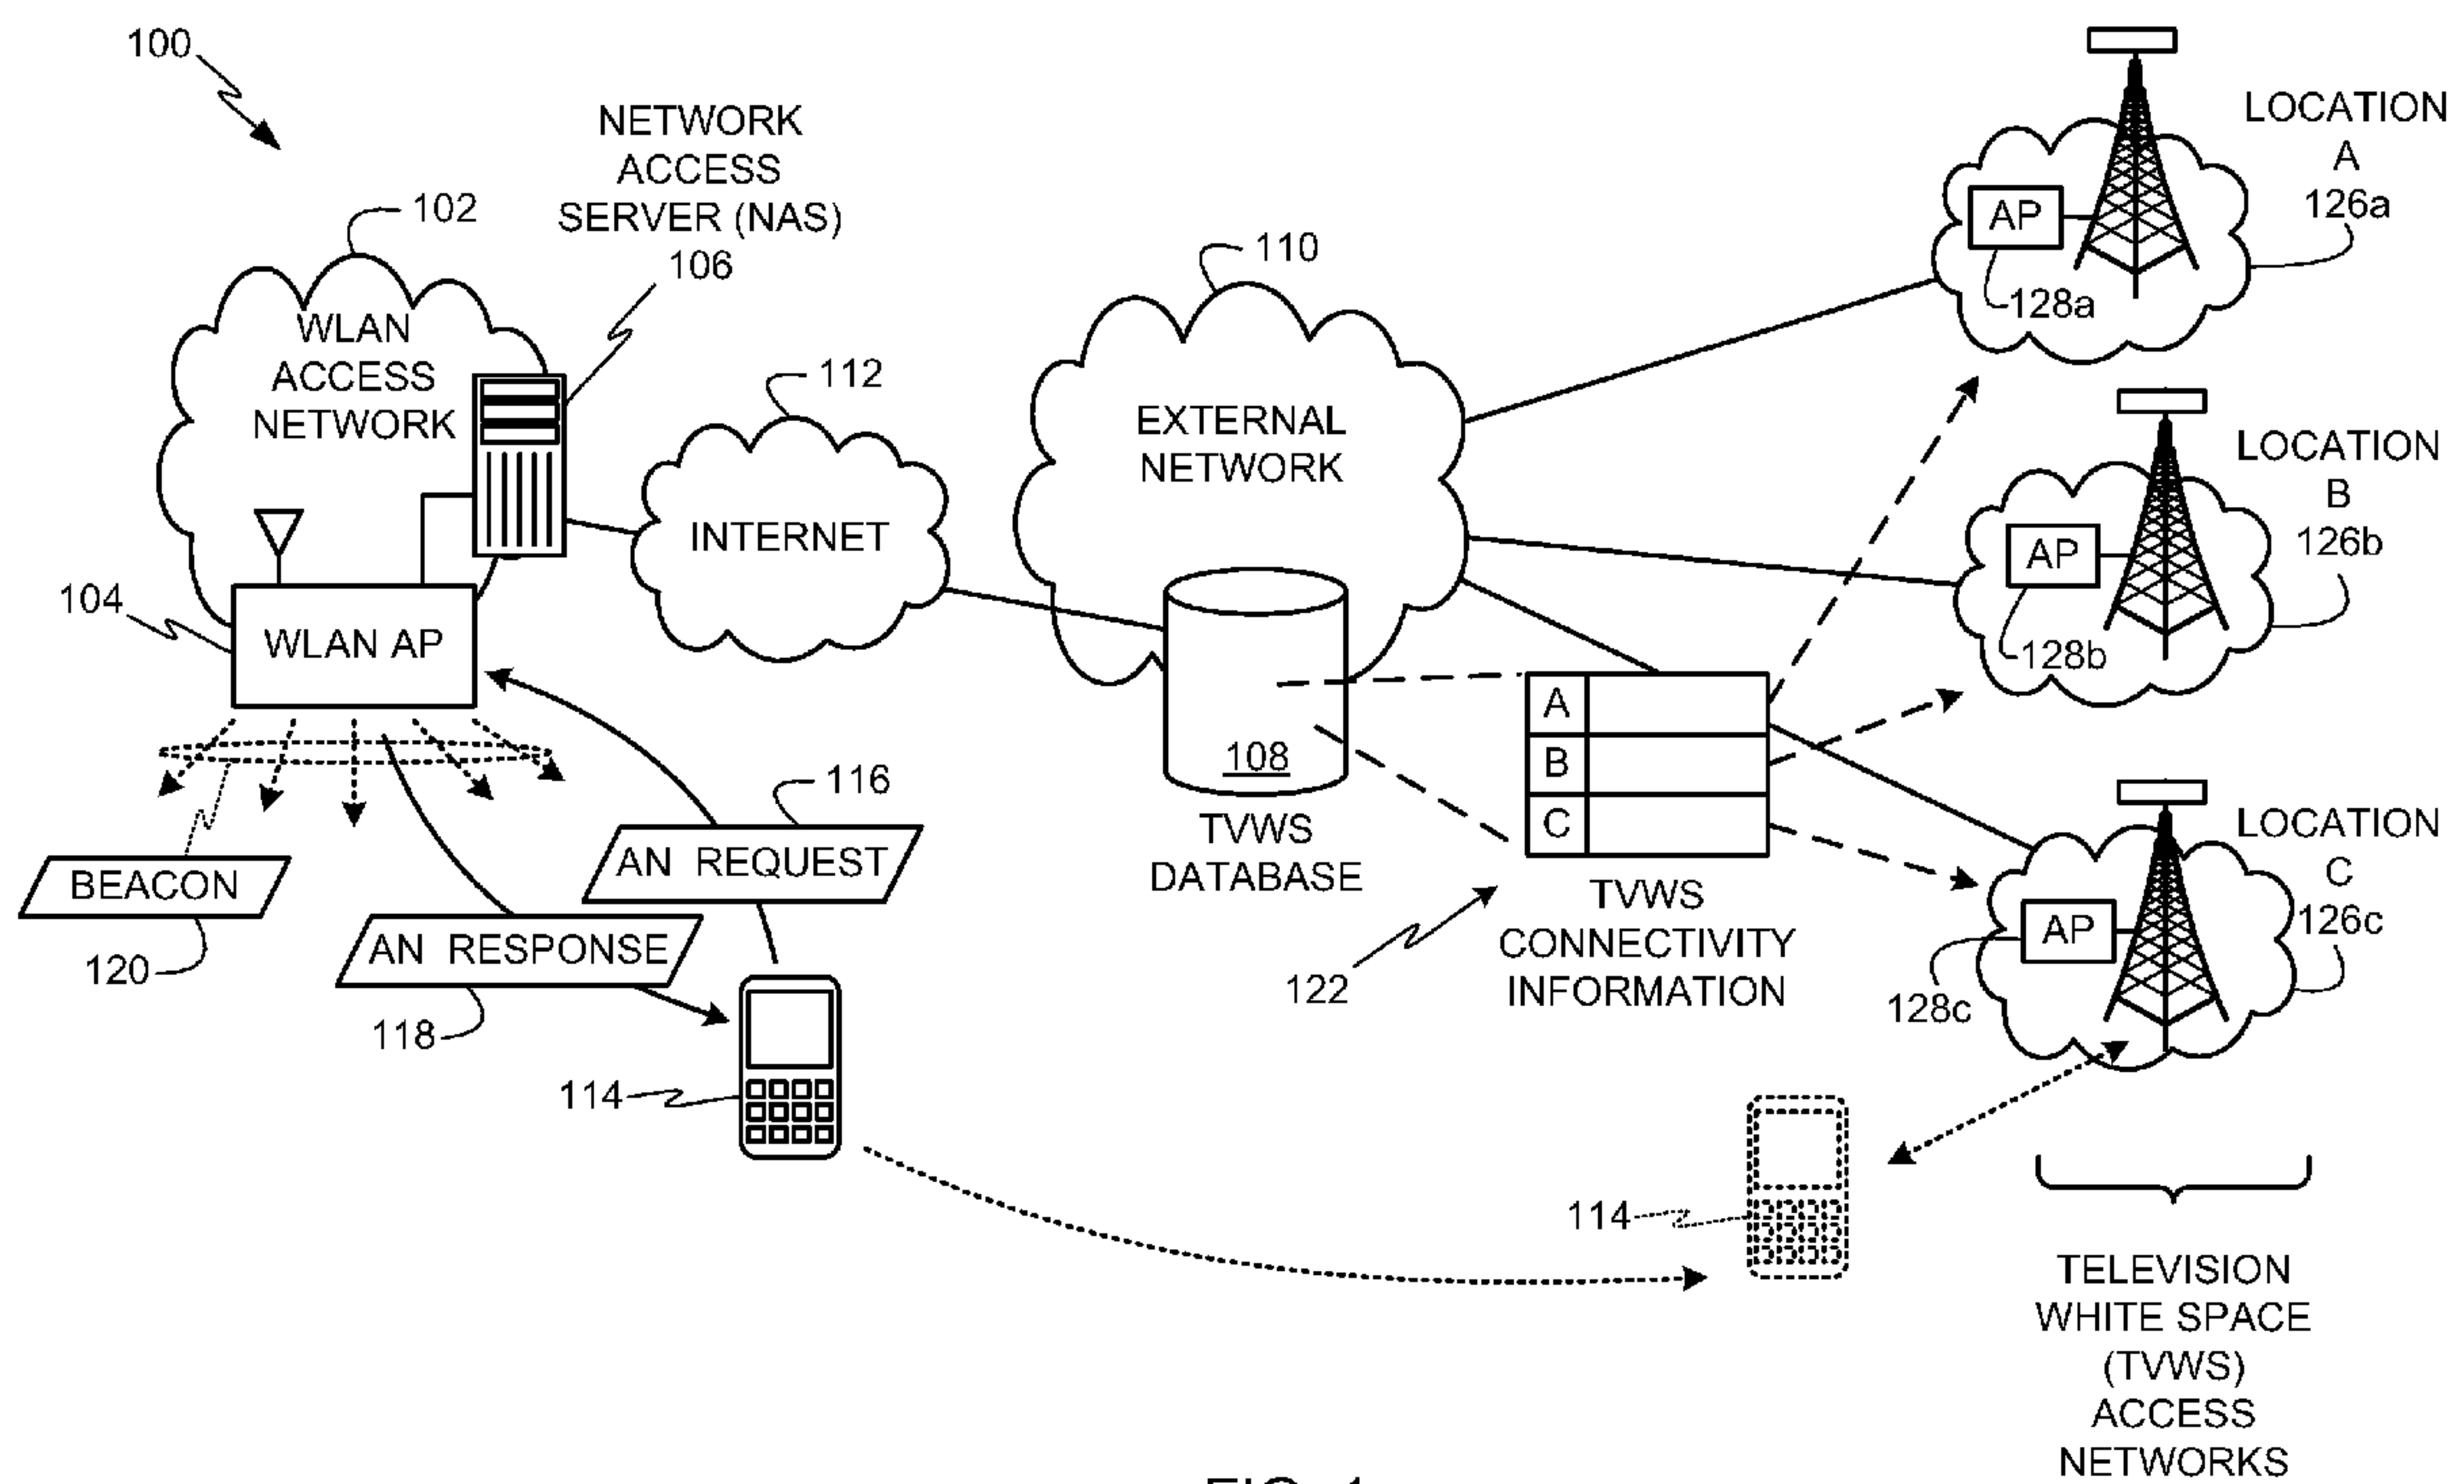 100
NETWORK
ACCESS
SERVER (NAS)
106
102
WLAN
ACCESS
NETWORK
104
WLAN AP
112
INTERNET
110
EXTERNAL
NETWORK
108
TVWS
DATABASE
A
B
C
TVWS
CONNECTIVITY
INFORMATION
122
LOCATION
A
126a
AP
128a
LOCATION
B
126b
AP
128b
LOCATION
C
126c
AP
128c
BEACON
120
AN REQUEST
116
AN RESPONSE
118
114
114
TELEVISION
WHITE SPACE
(TVWS)
ACCESS
NETWORKS